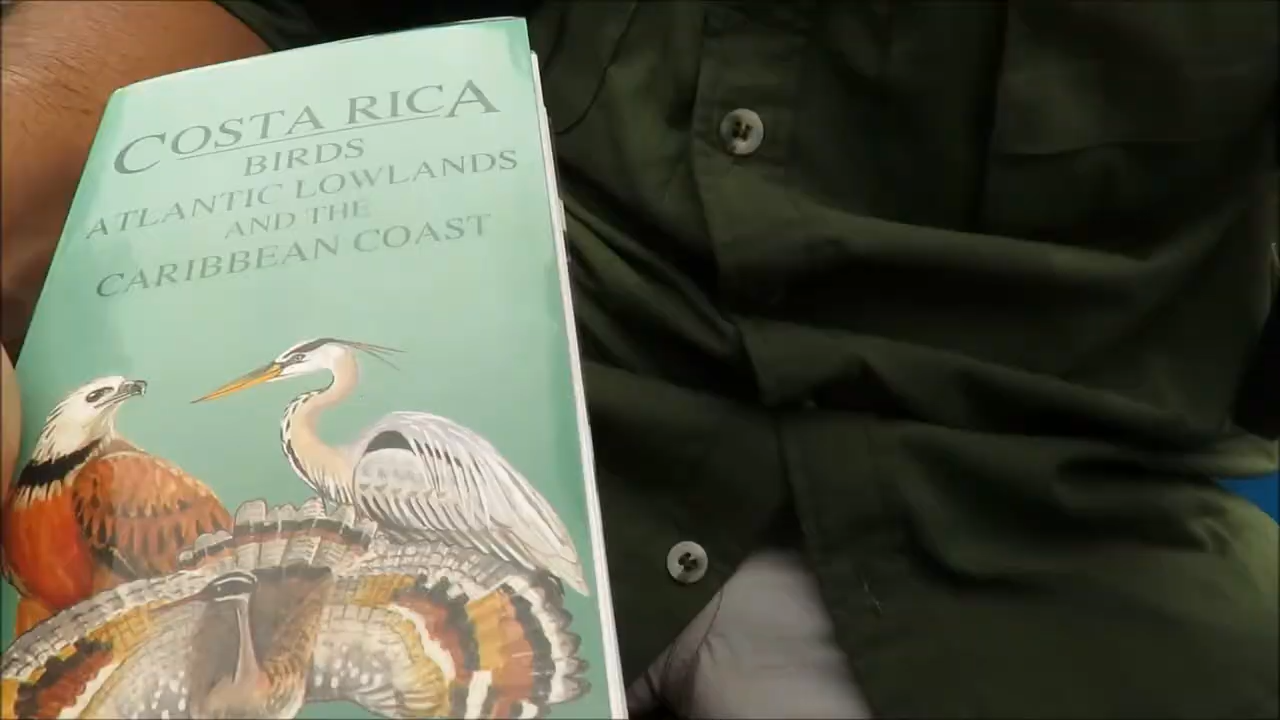 COSTA RICA
BIRDS
ATLANTIC LOWLANDS
AND THE
CARIBBEAN COAST